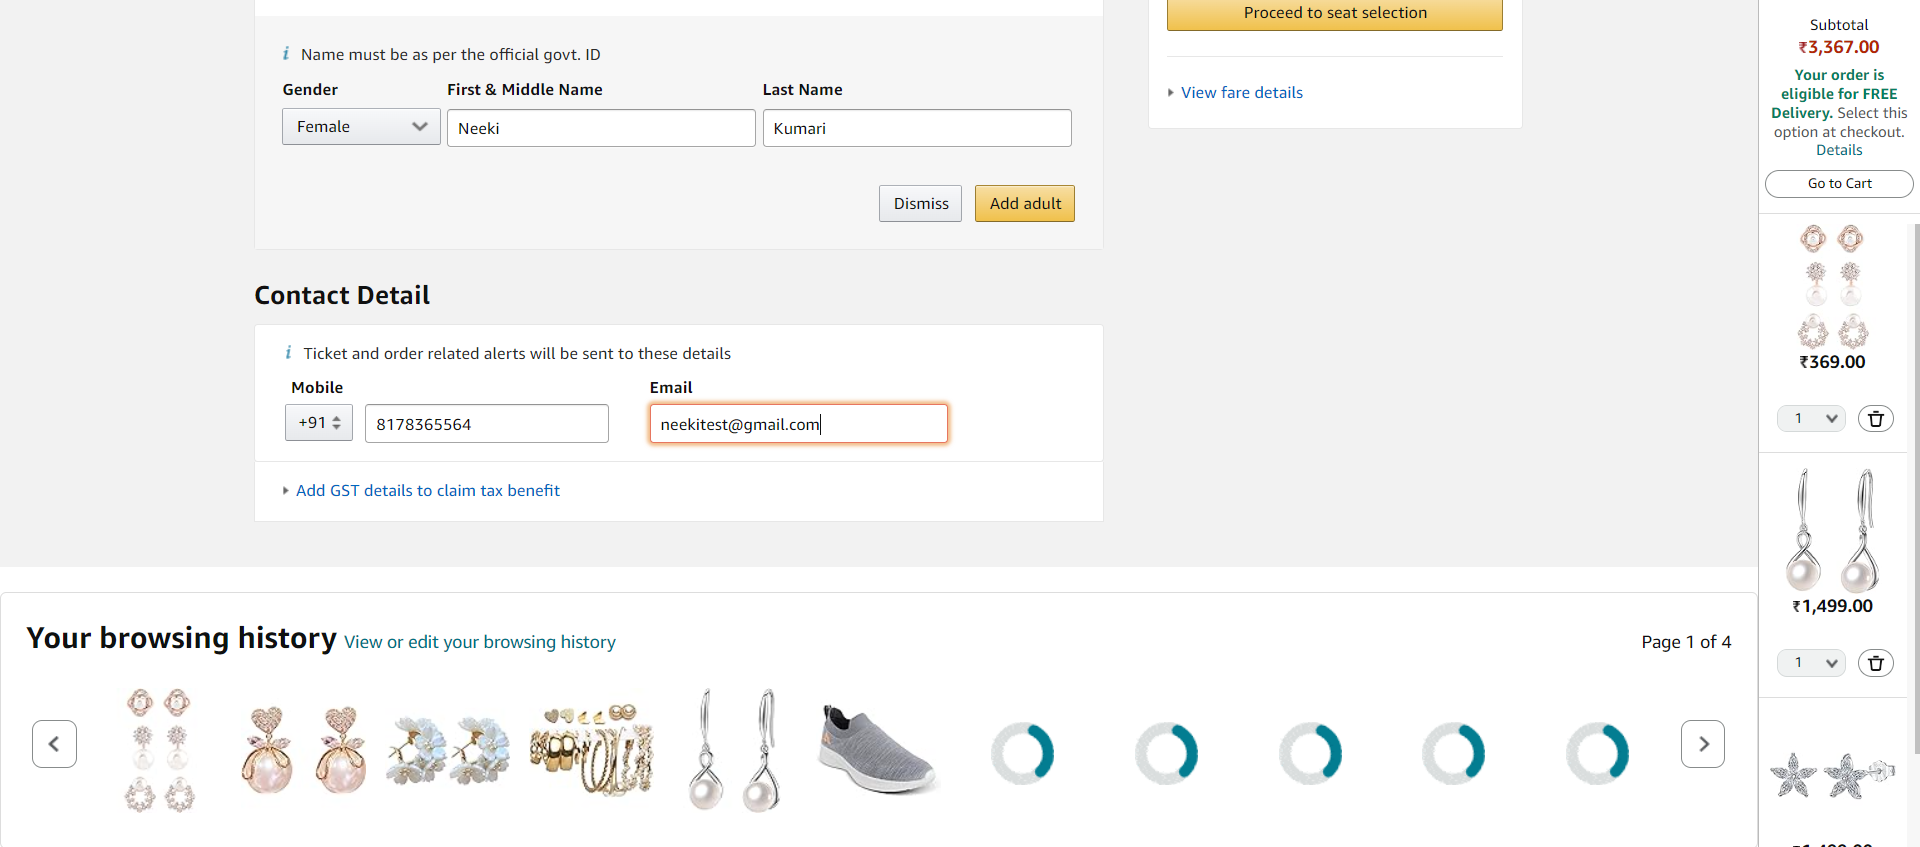 Proceed to seat selection
Name must be as per the official govt. ID
Gender First & Middle Name Last Name
Female Neeki Kumari
Dismiss Add adult
View fare details
Contact Detail
Ticket and order related alerts will be sent to these details
Mobile Email
+91 8178365564 neekitest@gmail.com
Add GST details to claim tax benefit
Your browsing history View or edit your browsing history Page 1 of 4
Subtotal
₹3,367.00
Your order is
eligible for FREE
Delivery. Select this
option at checkout.
Details
Go to Cart
₹369.00
1
₹1,499.00
1